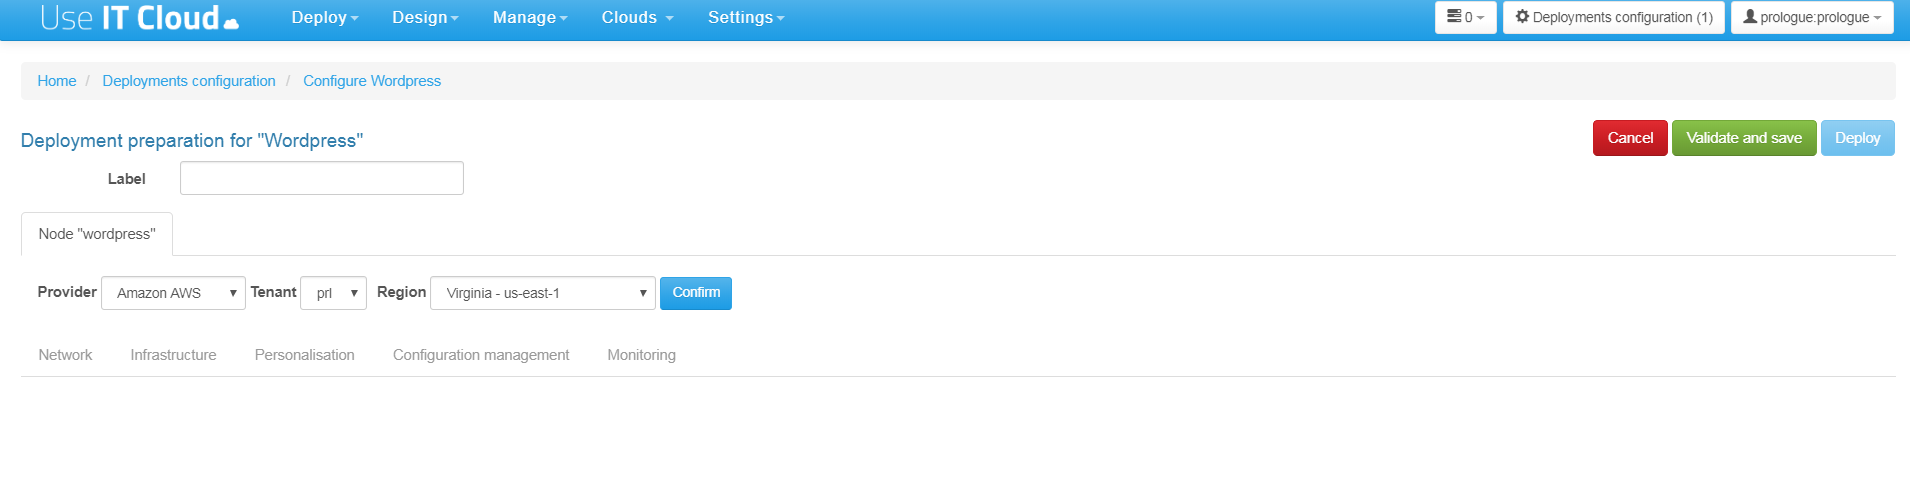 Use IT Cloud Deploy Design Manage Clouds Settings 0 Deployments configuration (1) prologue:prologue
Home / Deployments configuration / Configure Wordpress
Deployment preparation for "Wordpress" Cancel Validate and save Deploy
Label
Node "wordpress"
Provider Amazon AWS Tenant prl Region Virginia - us-east-1 Confirm
Network Infrastructure Personalisation Configuration management Monitoring